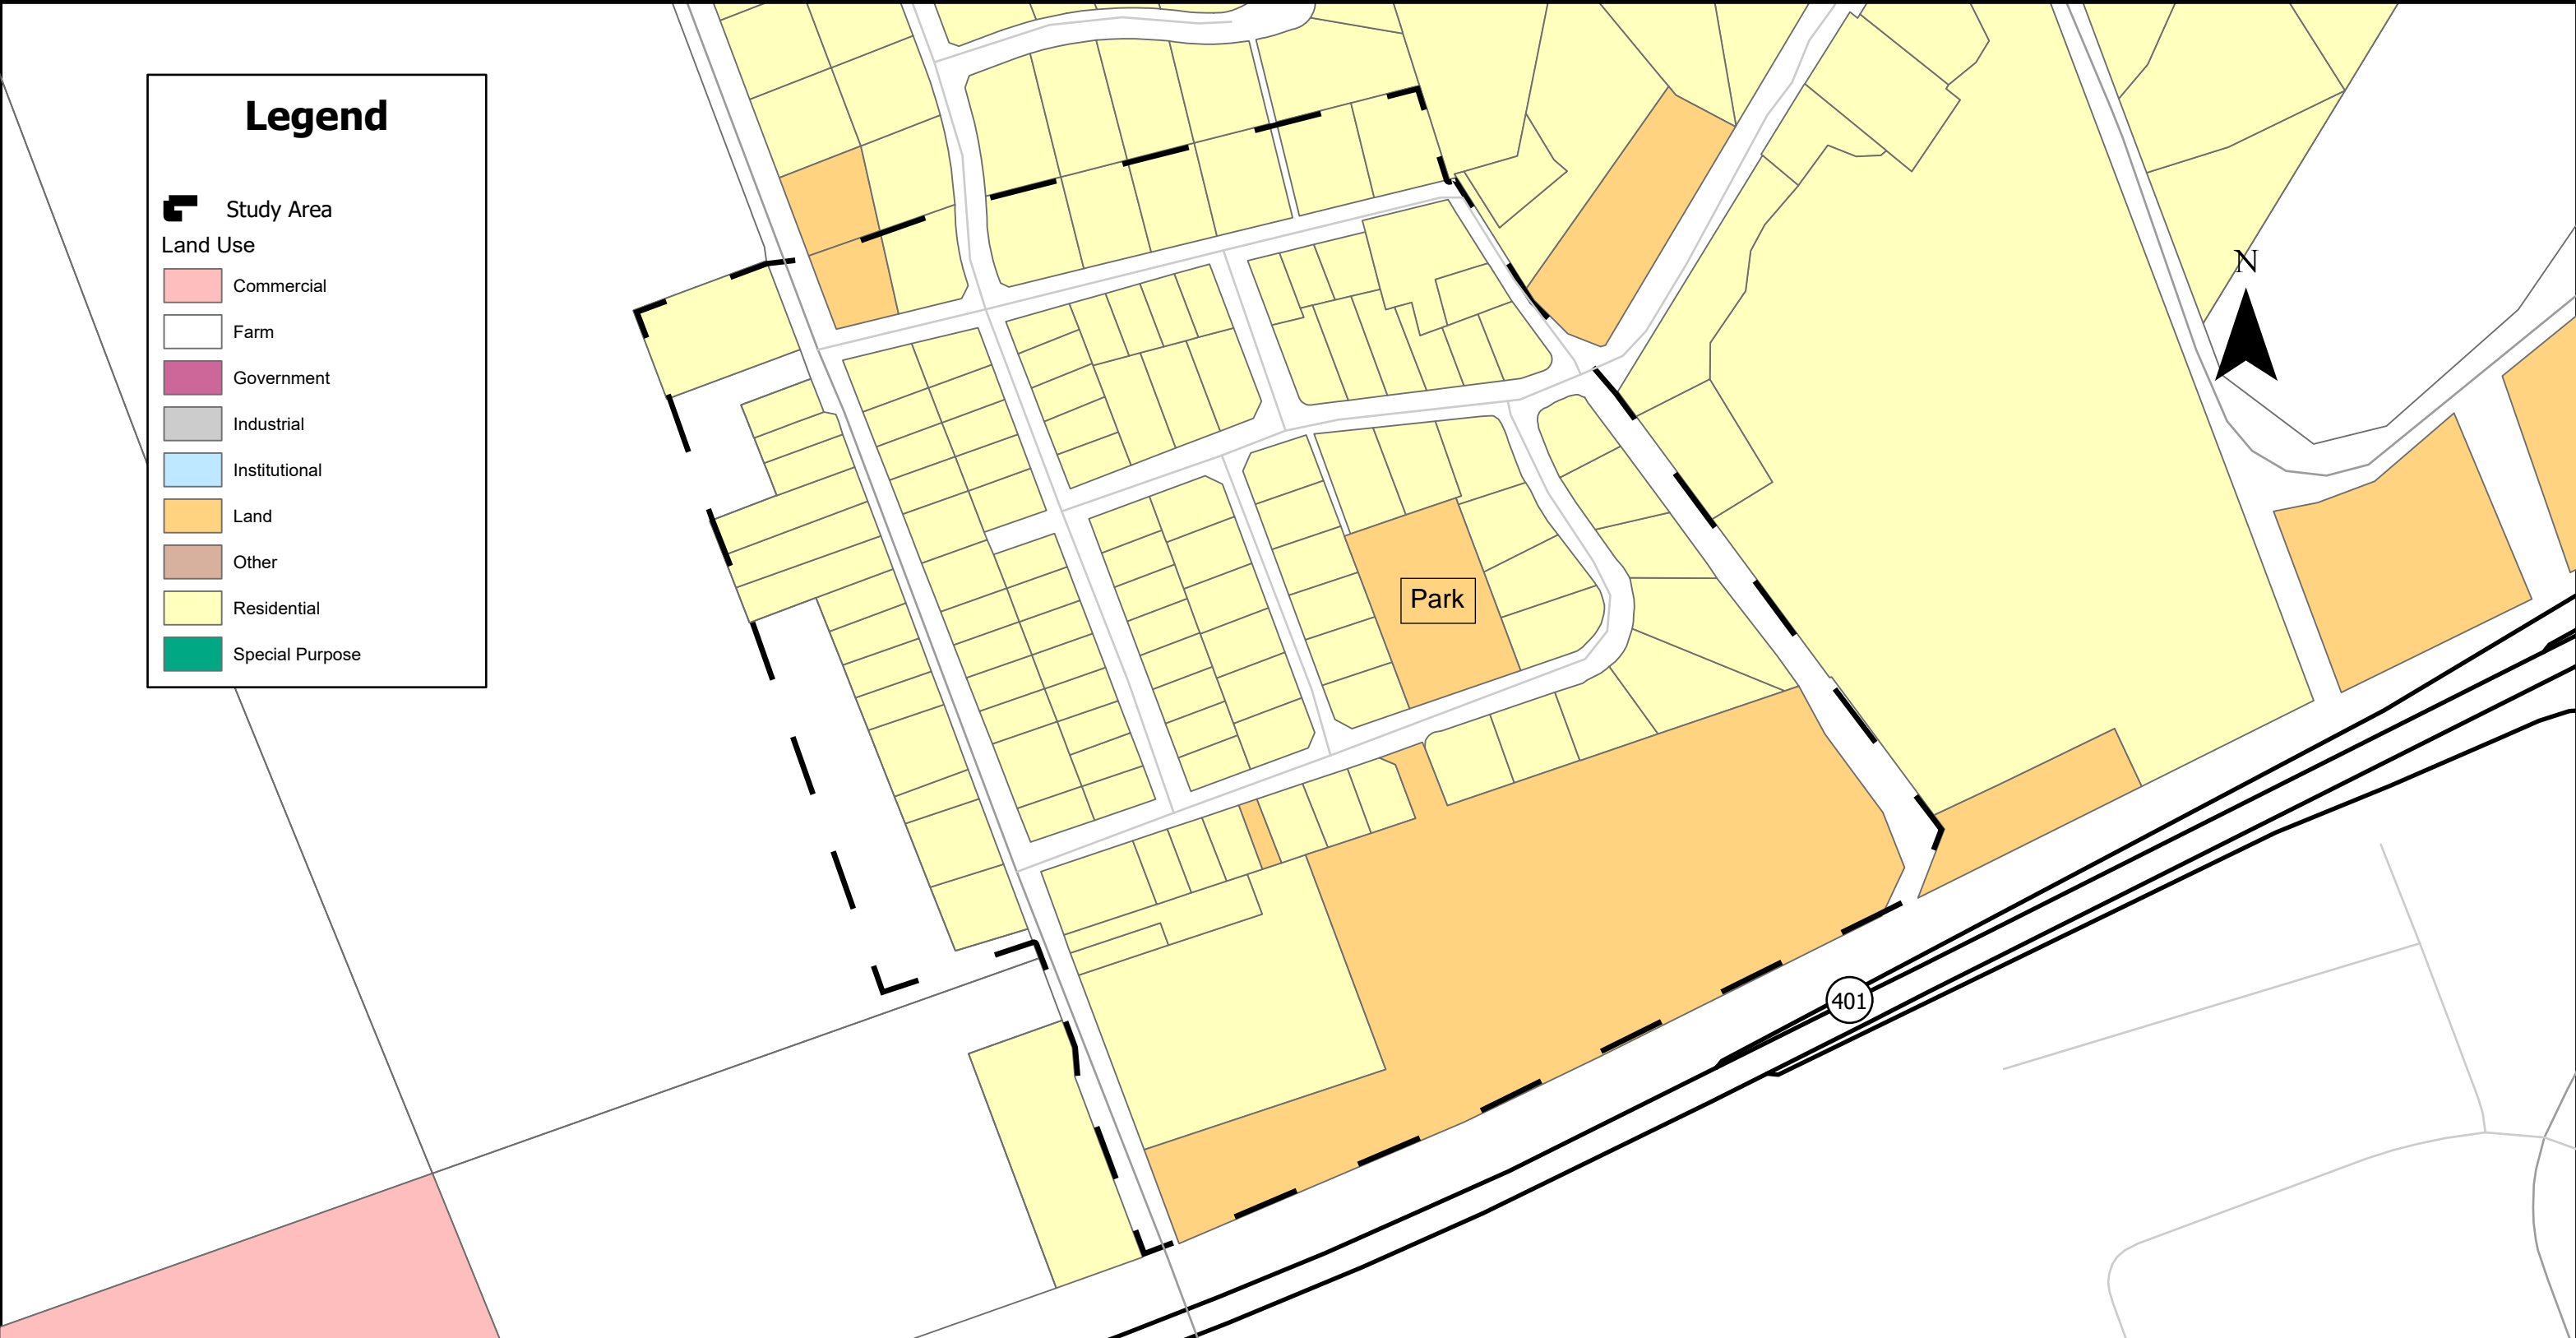 Legend
Study Area
Land Use
Commercial
Farm
Government
Industrial
Institutional
Land
Other
Residential
Special Purpose
N
Park
401